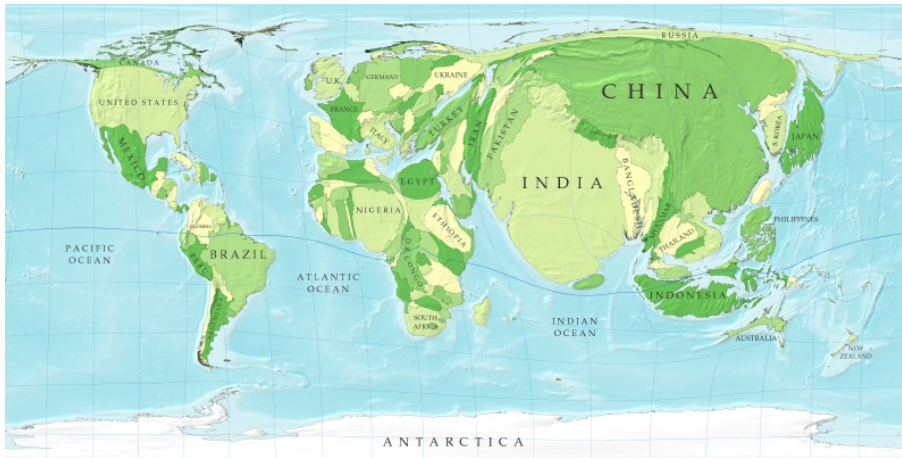 RUSSIA
CANADA
UNITED STATES
MEXICO
U.K.
GERMANY
UKRAINE
FRANCE
ITALY
TURKEY
IRAN
PAKISTAN
CHINA
S.KOREA
JAPAN
EGYPT
INDIA
BANGLADESH
MYANMAR
NIGERIA
ETHIOPIA
THAILAND
PHILIPPINES
COLOMBIA
BRAZIL
PERU
D.R.CONGO
PACIFIC
OCEAN
ATLANTIC
OCEAN
INDONESIA
ARGENTINA
SOUTH
AFRICA
INDIAN
OCEAN
AUSTRALIA
NEW
ZEALAND
ANTARCTICA